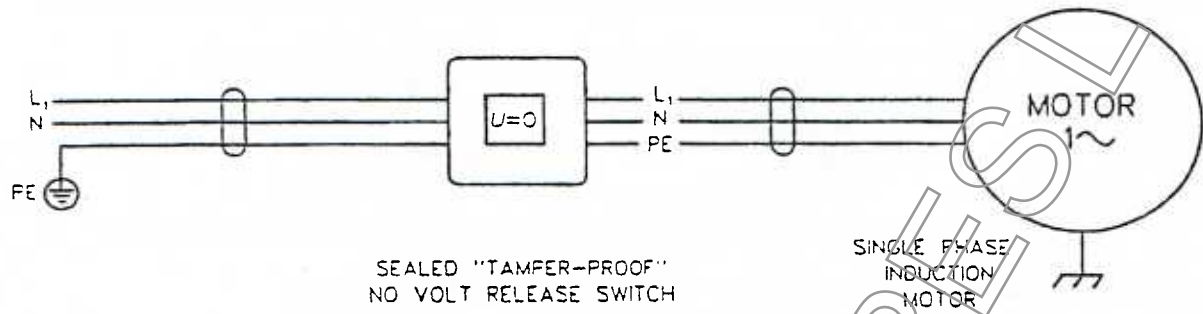 L₁
N
PE
U=0
L₁
N
PE
MOTOR
1~
SEALED "TAMPER-PROOF"
NO VOLT RELEASE SWITCH
SINGLE PHASE
INDUCTION
MOTOR